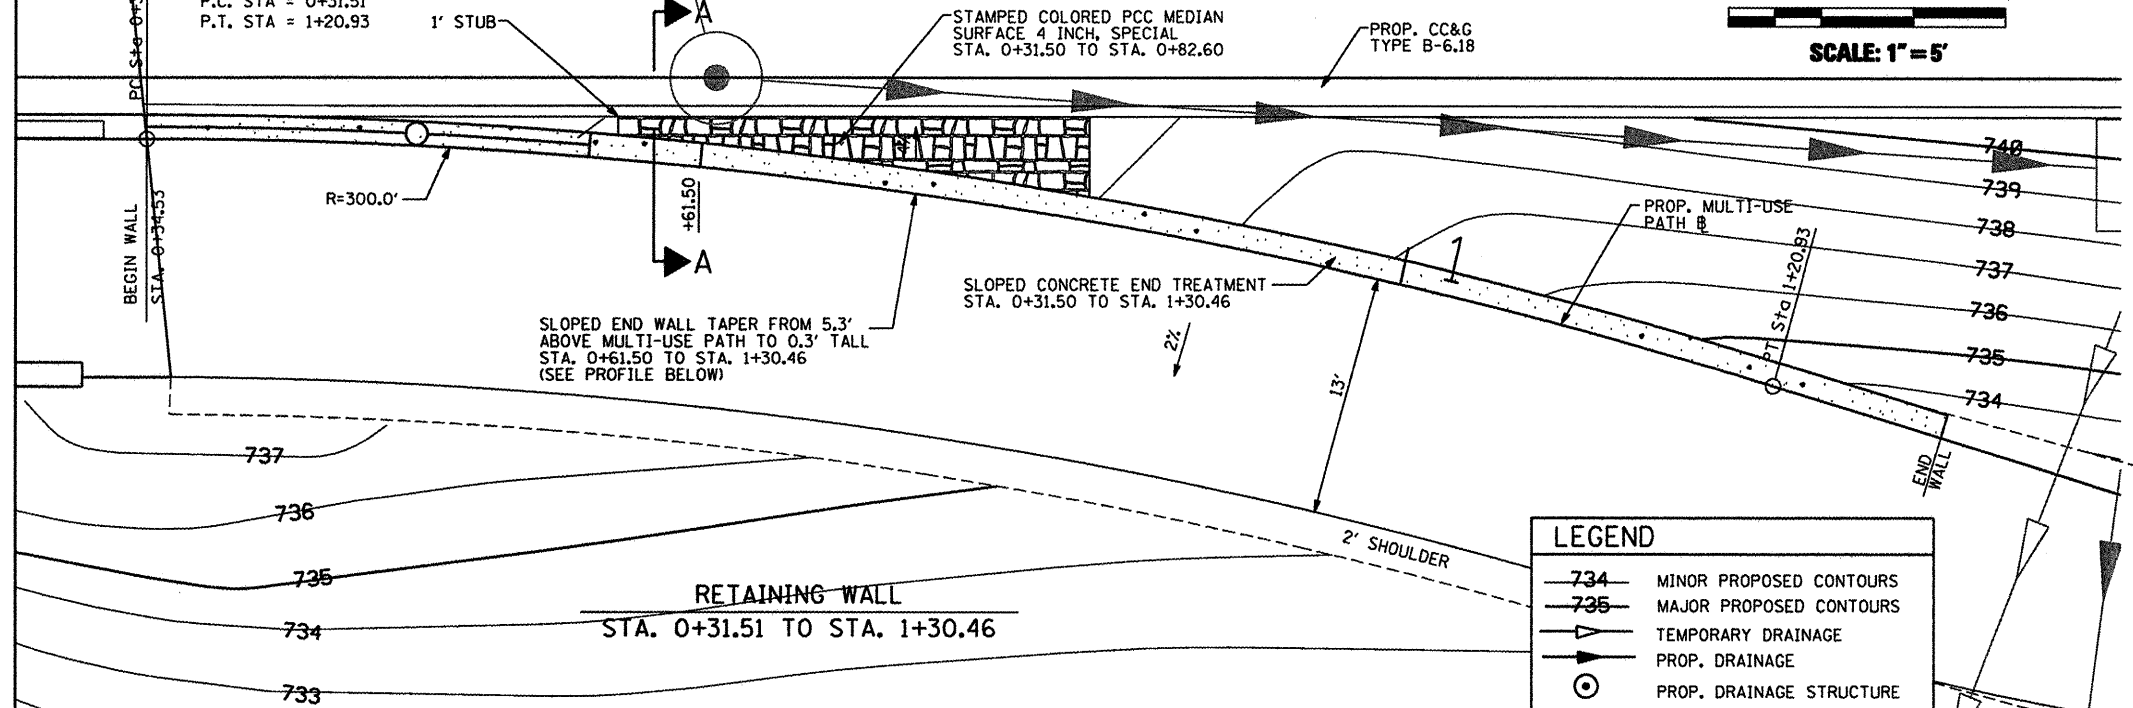 P.C. STA = 0+31.51
P.T. STA = 1+20.93
1' STUB
A
STAMPED COLORED PCC MEDIAN
SURFACE 4 INCH, SPECIAL
STA. 0+31.50 TO STA. 0+82.60
PROP. CC&G
TYPE B-6.18
SCALE: 1"=5'
R=300.0'
+61.50
A
BEGIN WALL
STA. 0+34.53
SLOPED END WALL TAPER FROM 5.3'
ABOVE MULTI-USE PATH TO 0.3' TALL
STA. 0+61.50 TO STA. 1+30.46
(SEE PROFILE BELOW)
SLOPED CONCRETE END TREATMENT
STA. 0+31.50 TO STA. 1+30.46
2%
13'
1
PROP. MULTI-USE
PATH B
PT Sta 1+20.93
740
739
738
737
736
735
734
END
WALL
2' SHOULDER
737
736
735
734
733
RETAINING WALL
STA. 0+31.51 TO STA. 1+30.46
LEGEND
734 MINOR PROPOSED CONTOURS
735 MAJOR PROPOSED CONTOURS
TEMPORARY DRAINAGE
PROP. DRAINAGE
PROP. DRAINAGE STRUCTURE